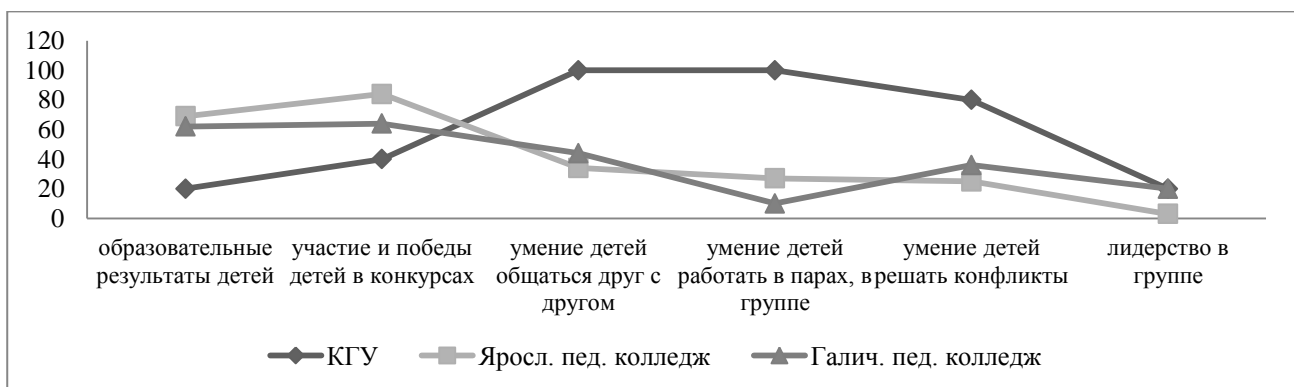 120
100
80
60
40
20
0
образовательные результаты детей
участие и победы детей в конкурсах
умение детей общаться друг с другом
умение детей работать в парах, в группе
умение детей решать конфликты
лидерство в группе
КГУ
Яросл. пед. колледж
Галич. пед. колледж